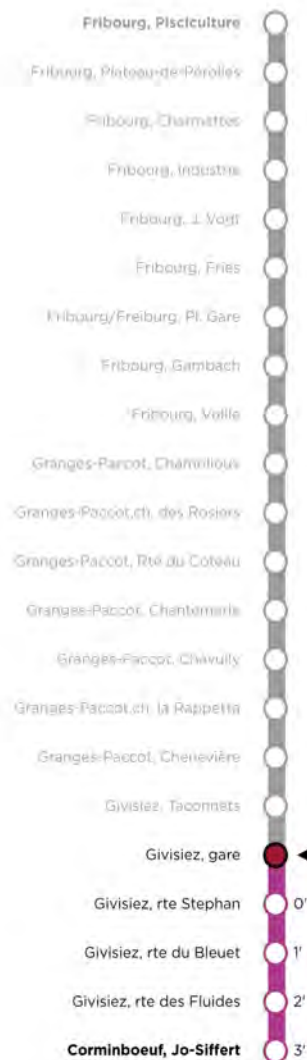 Fribourg, Pisciculture
Fribourg, Plateau-de-Pérolles
Fribourg, Charmettes
Fribourg, Industrie
Fribourg, J. Vogt
Fribourg, Fries
Fribourg/Freiburg, Pl. Gare
Fribourg, Gambach
Fribourg, Vieille
Granges-Paccot, Chamblioux
Granges-Paccot,ch. des Rosiers
Granges-Paccot, Rte du Coteau
Granges-Paccot, Chantemerle
Granges-Paccot, Chavully
Granges-Paccot,ch. la Rappetta
Granges-Paccot, Chenevière
Givisiez, Taconnets
Givisiez, gare
Givisiez, rte Stephan 0'
Givisiez, rte du Bleuet 1'
Givisiez, rte des Fluides 2'
Corminboeuf, Jo-Siffert 3'